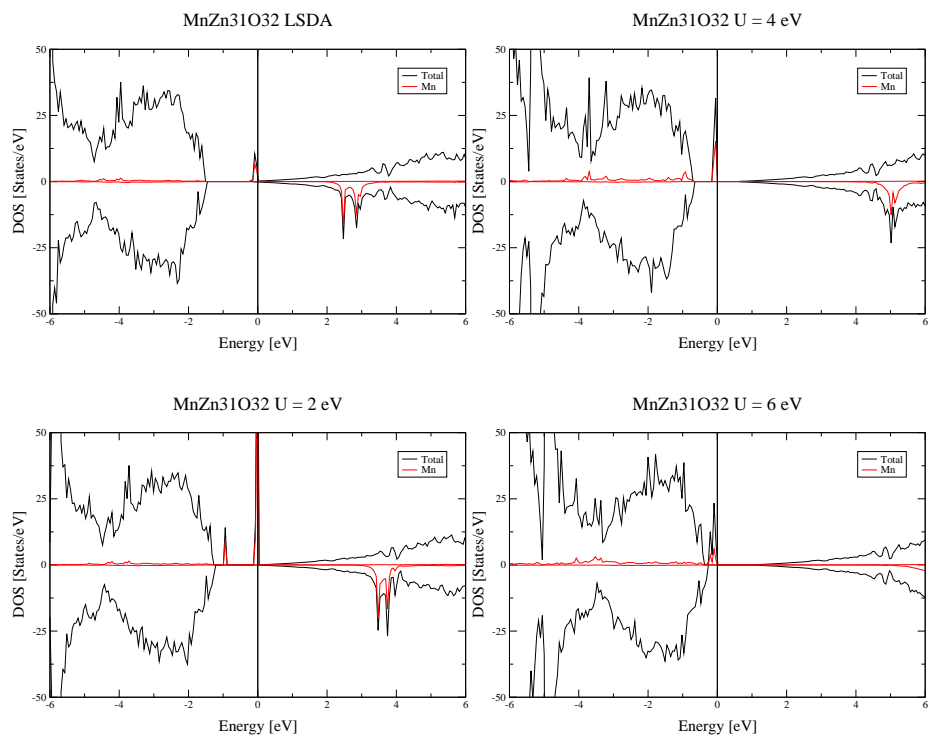 MnZn31O32 LSDA
50
25
0
-25
-50
DOS [States/eV]
-6 -4 -2 0 2 4 6
Energy [eV]
Total
Mn
MnZn31O32 U = 4 eV
50
25
0
-25
-50
DOS [States/eV]
-6 -4 -2 0 2 4 6
Energy [eV]
Total
Mn
MnZn31O32 U = 2 eV
50
25
0
-25
-50
DOS [States/eV]
-6 -4 -2 0 2 4 6
Energy [eV]
Total
Mn
MnZn31O32 U = 6 eV
50
25
0
-25
-50
DOS [States/eV]
-6 -4 -2 0 2 4 6
Energy [eV]
Total
Mn